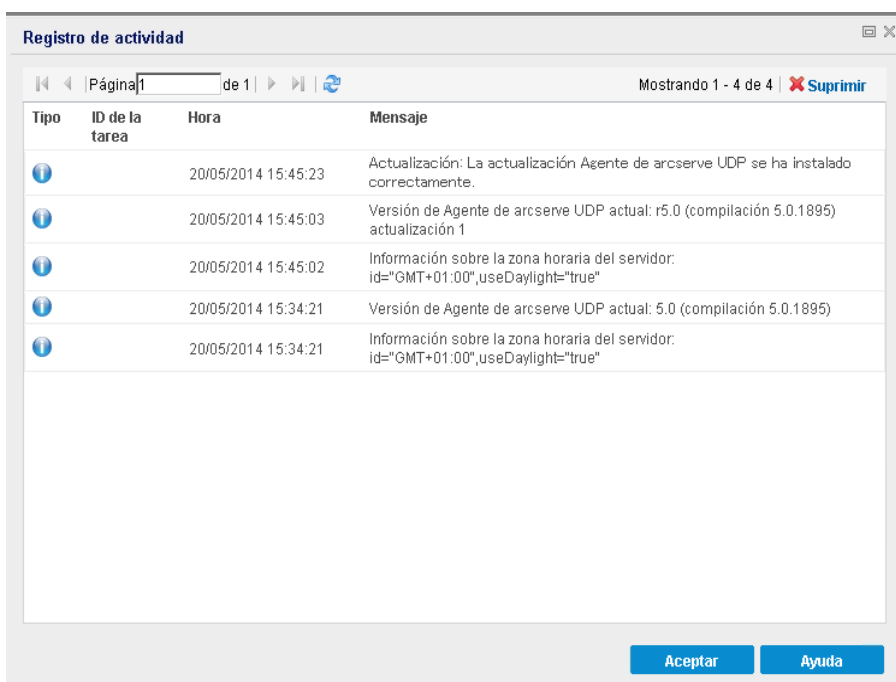 Registro de actividad
Página 1 de 1 Mostrando 1 - 4 de 4 Suprimir
Tipo ID de la tarea Hora Mensaje
20/05/2014 15:45:23 Actualización: La actualización Agente de arcserve UDP se ha instalado
correctamente.
20/05/2014 15:45:03 Versión de Agente de arcserve UDP actual: r5.0 (compilación 5.0.1895)
actualización 1
20/05/2014 15:45:02 Información sobre la zona horaria del servidor:
id="GMT+01:00",useDaylight="true"
20/05/2014 15:34:21 Versión de Agente de arcserve UDP actual: 5.0 (compilación 5.0.1895)
20/05/2014 15:34:21 Información sobre la zona horaria del servidor:
id="GMT+01:00",useDaylight="true"
Aceptar Ayuda